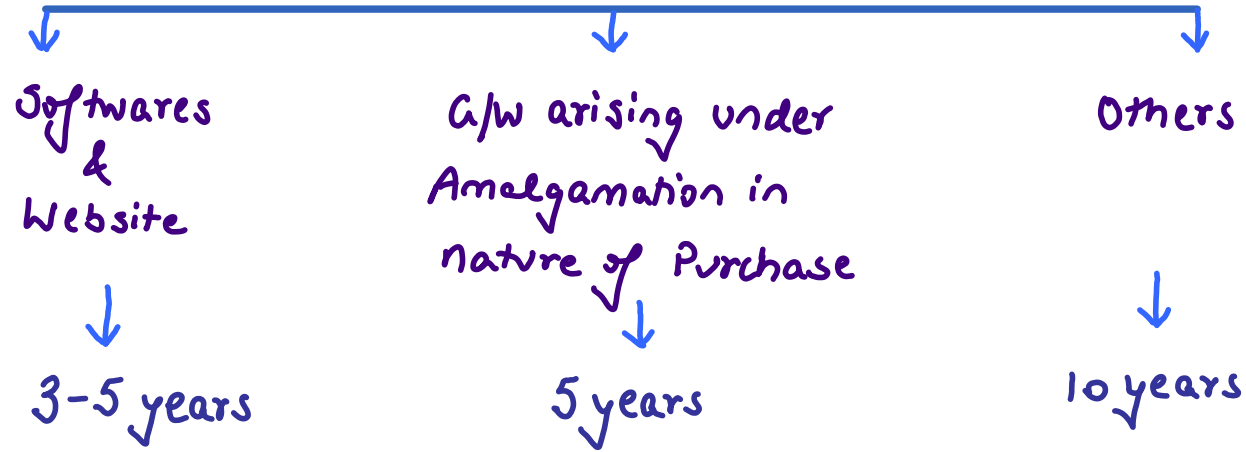 Softwares
&
Website
3-5 years
G/W arising under
Amalgamation in
nature of Purchase
5 years
Others
10 years